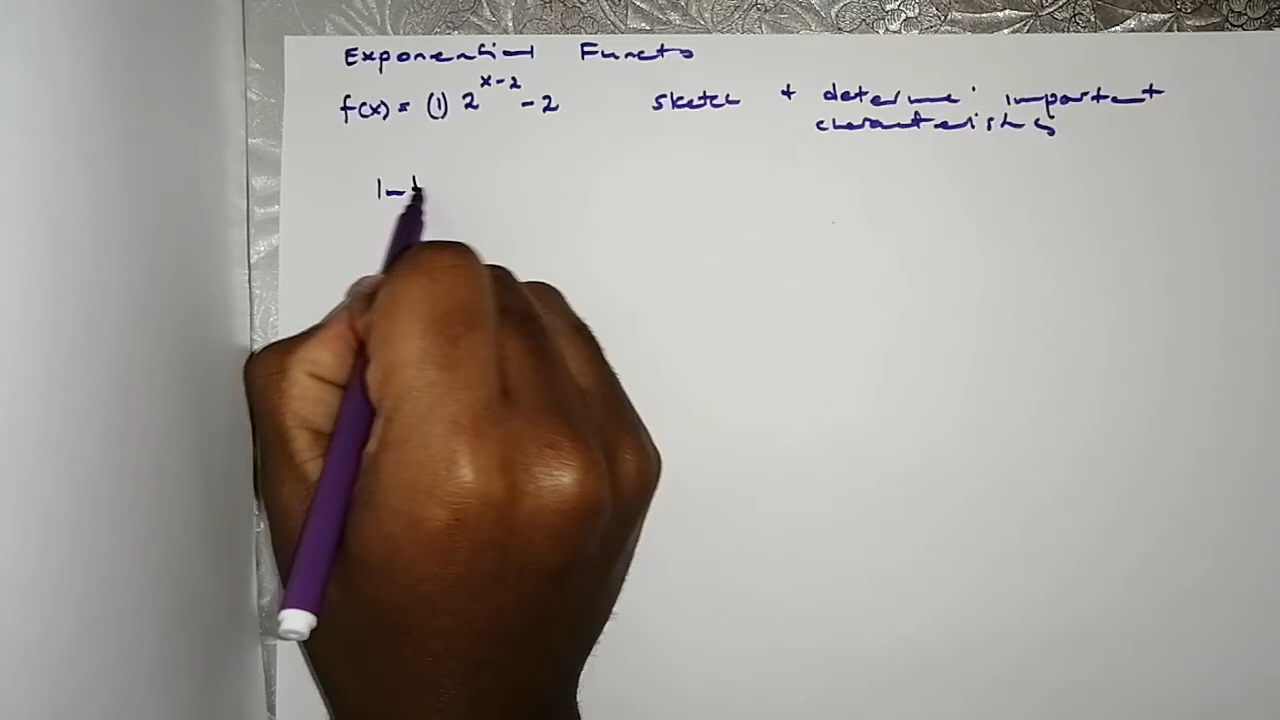 Exponential Functs
f(x) = (1) 2^{x-2} - 2 sketch + determine important
characteristics
Int